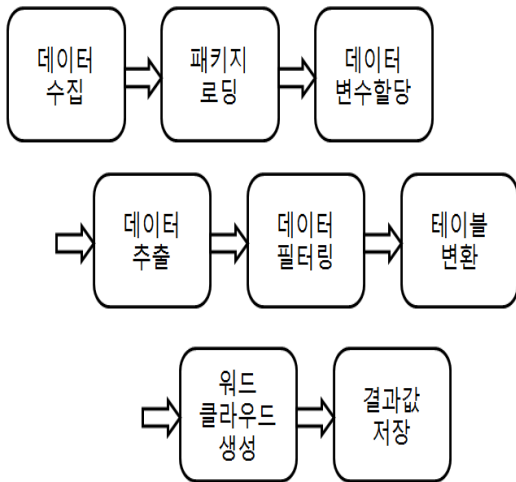 데이터
수집
패키지
로딩
데이터
변수할당
데이터
추출
데이터
필터링
테이블
변환
워드
클라우드
생성
결과값
저장